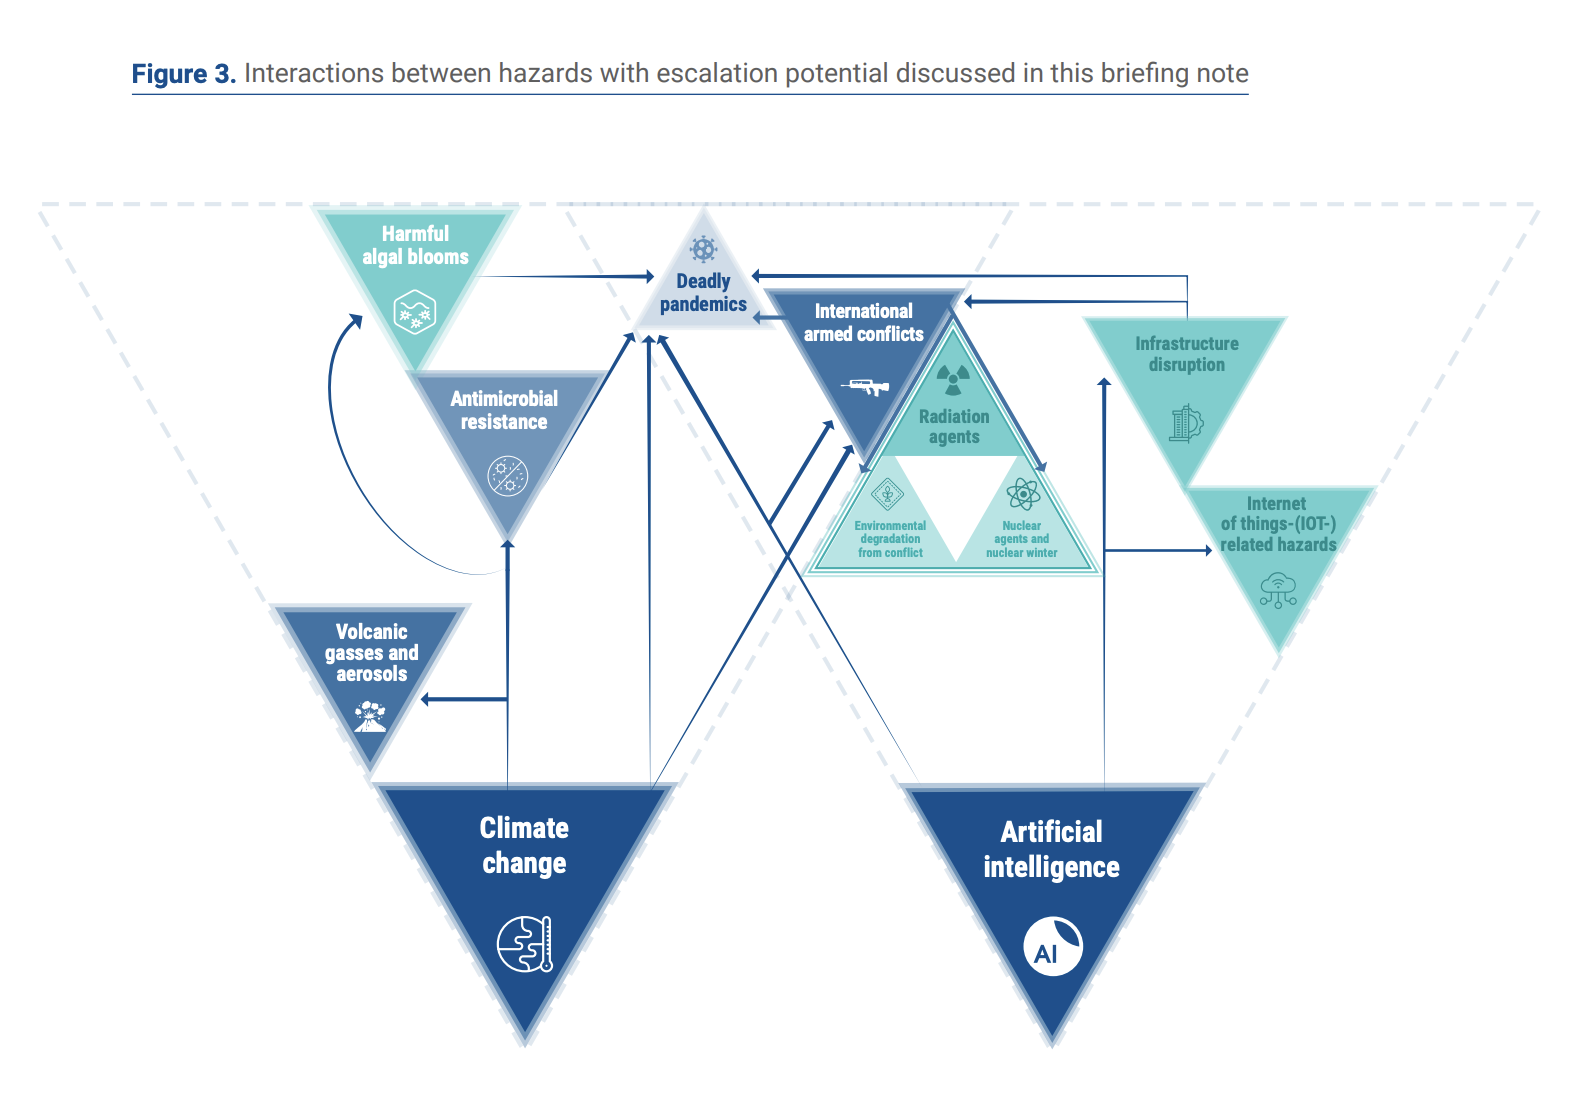 Figure 3. Interactions between hazards with escalation potential discussed in this briefing note
Harmful
algal blooms
Deadly
pandemics
International
armed conflicts
Infrastructure
disruption
Antimicrobial
resistance
Radiation
agents
Environmental
degradation
from conflict
Nuclear
agents and
nuclear winter
Internet
of things-(IOT-)
related hazards
Volcanic
gasses and
aerosols
Climate
change
Artificial
intelligence
AI